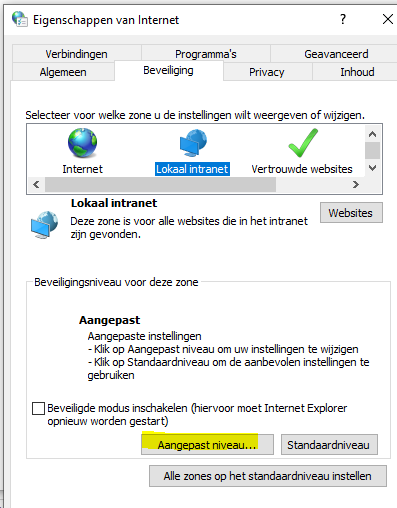 Eigenschappen van Internet
?
Verbindingen Programma's Geavanceerd
Algemeen Beveiliging Privacy Inhoud
Selecteer voor welke zone u de instellingen wilt weergeven of wijzigen.
Internet Lokaal intranet Vertrouwde websites
Lokaal intranet
Deze zone is voor alle websites die in het intranet
zijn gevonden.
Websites
Beveiligingsniveau voor deze zone
Aangepast
Aangepaste instellingen
- Klik op Aangepast niveau om uw instellingen te wijzigen
- Klik op Standaardniveau om de aanbevolen instellingen te
gebruiken
Beveiligde modus inschakelen (hiervoor moet Internet Explorer
opnieuw worden gestart)
Aangepast niveau... Standaardniveau
Alle zones op het standaardniveau instellen